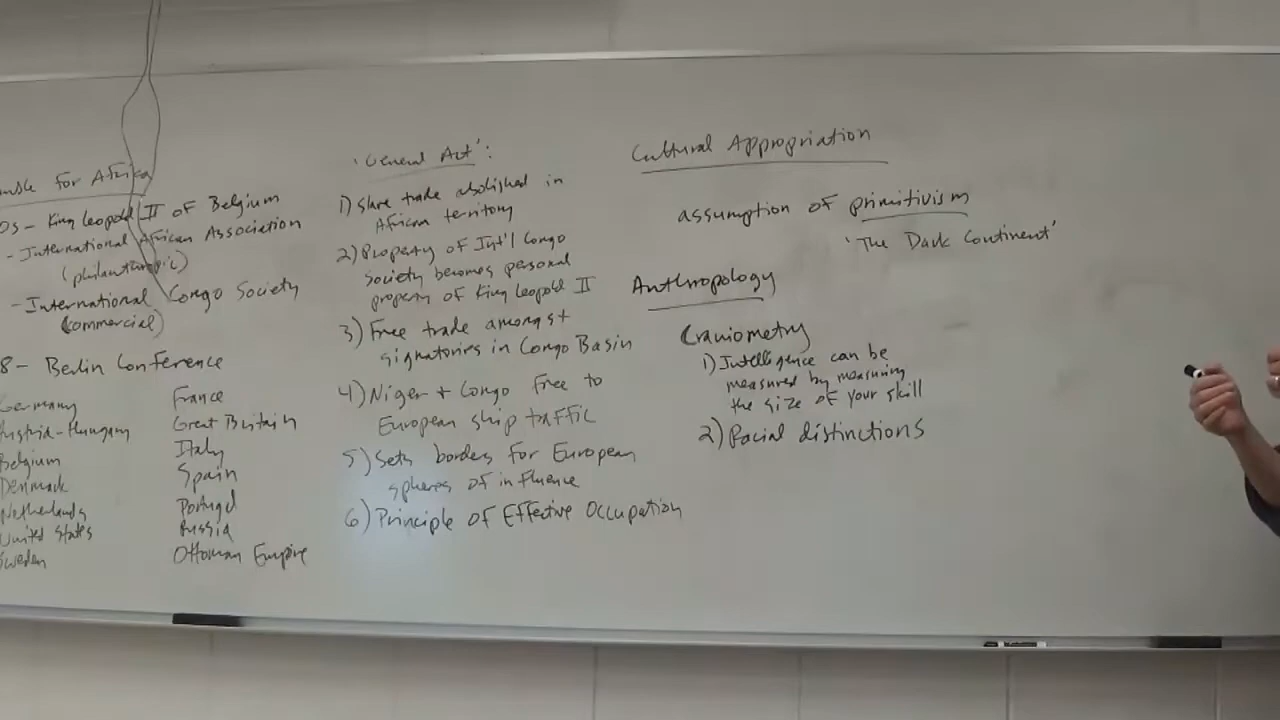 mble For Africa
0s - King Leopold II of Belgium
- International African Association
(philanthropic)
- International Congo Society
(commercial)
8 - Berlin Conference
Germany
Austria-Hungary
Belgium
Denmark
Netherlands
United States
Sweden
France
Great Britain
Italy
Spain
Portugal
Russia
Ottoman Empire
'General Act':
1) Slave trade abolished in
African territory
2) Property of Int'l Congo
Society becomes personal
property of King Leopold II
3) Free trade amongst
signatories in Congo Basin
4) Niger + Congo free to
European ship traffic
5) Sets borders for European
spheres of influence
6) Principle of Effective Occupation
Cultural Appropriation
assumption of primitivism
'The Dark Continent'
Anthropology
Craniometry
1) Intelligence can be
measured by measuring
the size of your skull
2) Racial distinctions